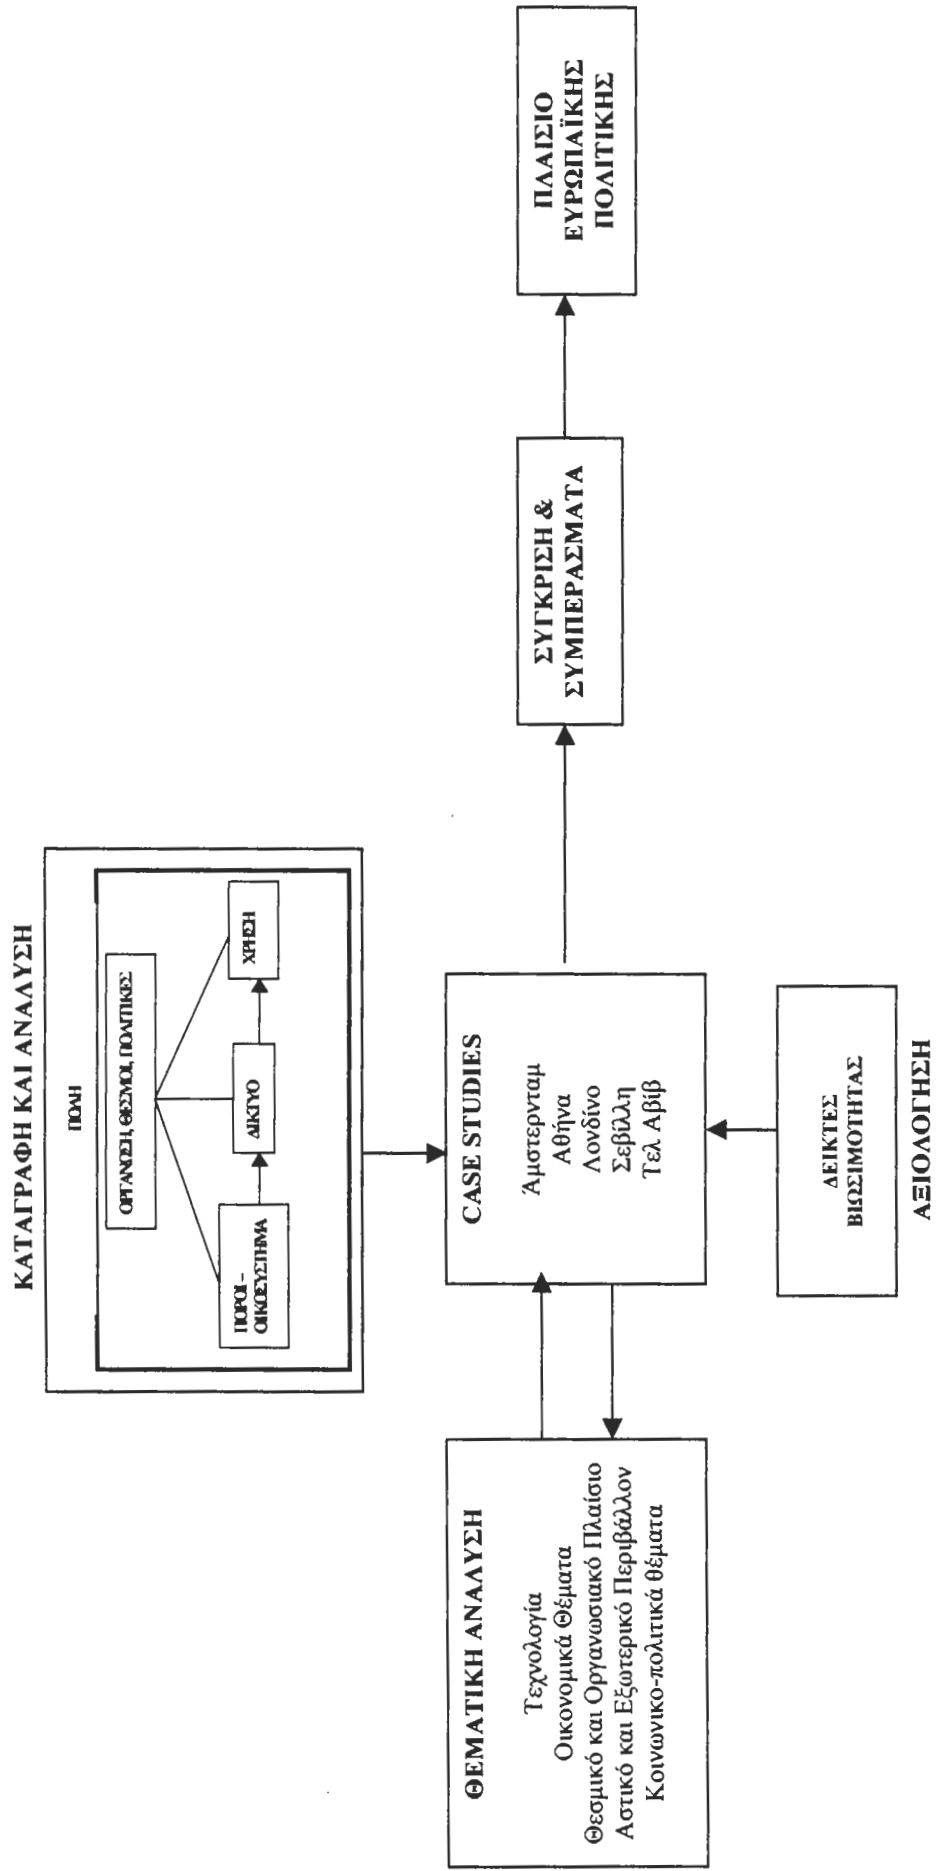 ΚΑΤΑΓΡΑΦΗ ΚΑΙ ΑΝΑΛΥΣΗ
ΠΟΛΗ
ΟΡΓΑΝΩΣΗ, ΘΕΣΜΟΙ, ΠΟΛΙΤΙΚΕΣ
ΠΟΡΟΙ –
ΟΙΚΟΣΥΣΤΗΜΑ
ΔΙΚΤΥΟ
ΧΡΗΣΗ
ΘΕΜΑΤΙΚΗ ΑΝΑΛΥΣΗ
Τεχνολογία
Οικονομικά Θέματα
Θεσμικό και Οργανωσιακό Πλαίσιο
Αστικό και Εξωτερικό Περιβάλλον
Κοινωνικο-πολιτικά θέματα
CASE STUDIES
Άμστερνταμ
Αθήνα
Λονδίνο
Σεβίλλη
Τελ Αβίβ
ΣΥΓΚΡΙΣΗ &
ΣΥΜΠΕΡΑΣΜΑΤΑ
ΠΛΑΙΣΙΟ
ΕΥΡΩΠΑΪΚΗΣ
ΠΟΛΙΤΙΚΗΣ
ΔΕΙΚΤΕΣ
ΒΙΩΣΙΜΟΤΗΤΑΣ
ΑΞΙΟΛΟΓΗΣΗ